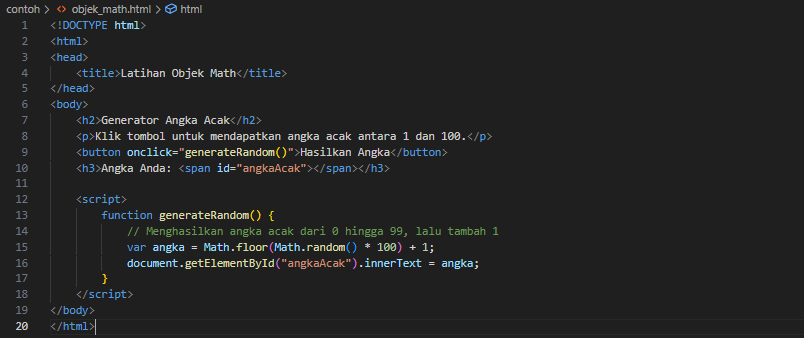 contoh > <> objek_math.html > html
1 <!DOCTYPE html>
2 <html>
3 <head>
4     <title>Latihan Objek Math</title>
5 </head>
6 <body>
7     <h2>Generator Angka Acak</h2>
8     <p>Klik tombol untuk mendapatkan angka acak antara 1 dan 100.</p>
9     <button onclick="generateRandom()">Hasilkan Angka</button>
10     <h3>Angka Anda: <span id="angkaAcak"></span></h3>
11
12     <script>
13         function generateRandom() {
14             // Menghasilkan angka acak dari 0 hingga 99, lalu tambah 1
15             var angka = Math.floor(Math.random() * 100) + 1;
16             document.getElementById("angkaAcak").innerText = angka;
17         }
18     </script>
19 </body>
20 </html>